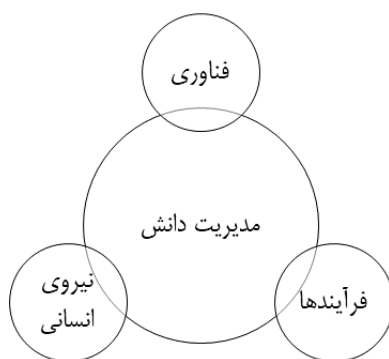 فناوری
مدیریت دانش
فرآیندها
نیروی
انسانی